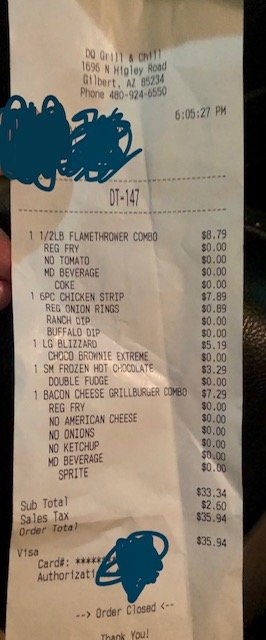 DQ Grill & Chill
1696 N Higley Road
Gilbert, AZ 85234
Phone 480-924-6550
6:05:27 PM
DT-147
1 1/2LB FLAMETHROWER COMBO $8.79
REG FRY $0.00
NO TOMATO $0.00
MD BEVERAGE $0.00
COKE $0.00
1 6PC CHICKEN STRIP $7.89
REG ONION RINGS $0.89
RANCH DIP $0.00
BUFFALO DIP $0.00
1 LG BLIZZARD $5.19
CHOCO BROWNIE EXTREME $0.00
1 SM FROZEN HOT CHOCOLATE $3.29
DOUBLE FUDGE $0.00
1 BACON CHEESE GRILLBURGER COMBO $7.29
REG FRY $0.00
NO AMERICAN CHEESE $0.00
NO ONIONS $0.00
NO KETCHUP $0.00
MD BEVERAGE $0.00
SPRITE $0.00
Sub Total $33.34
Sales Tax $2.60
Order Total $35.94
Visa $35.94
Card#: ******
Authorizati
--> Order Closed <--
Thank You!